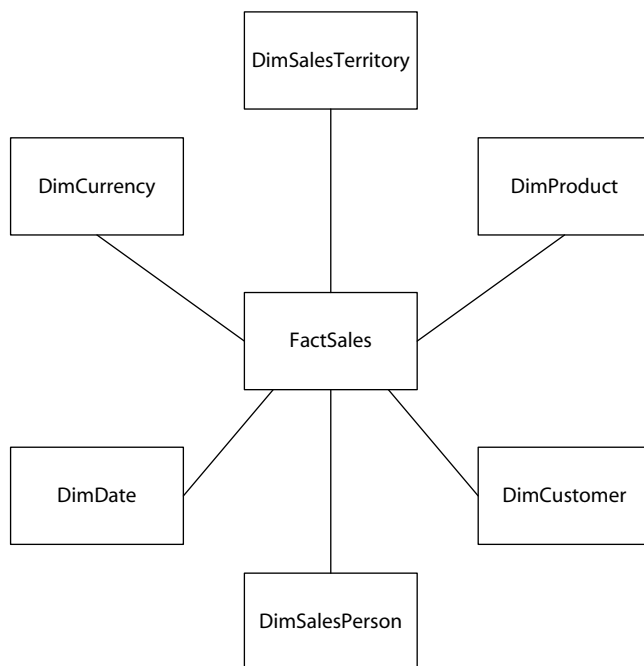 DimSalesTerritory
DimCurrency
DimProduct
FactSales
DimDate
DimCustomer
DimSalesPerson